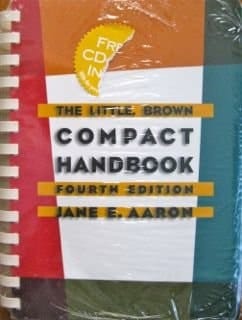 FREE
CD
IN
THE LITTLE, BROWN
COMPACT
HANDBOOK
FOURTH EDITION
JANE E. AARON